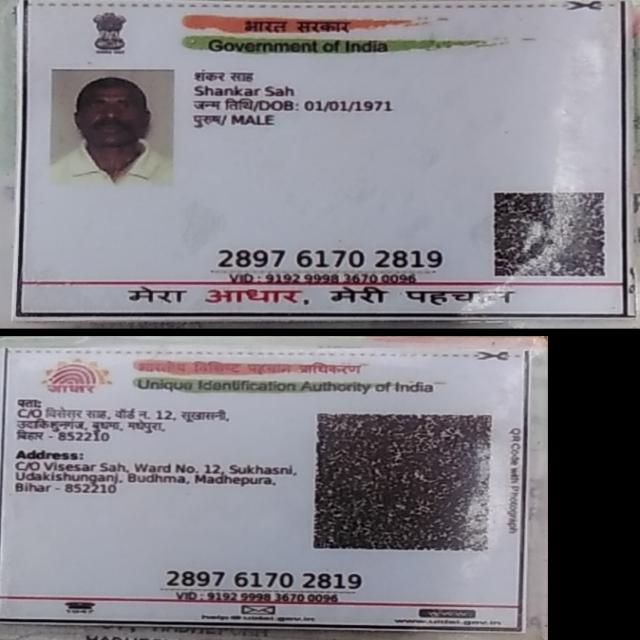 भारत सरकार
Government of India
शंकर साह
Shankar Sah
जन्म तिथि/DOB: 01/01/1971
पुरुष/ MALE
2897 6170 2819
VID : 9192 9998 3670 0096
मेरा आधार, मेरी पहचान
भारतीय विशिष्ट पहचान प्राधिकरण
Unique Identification Authority of India
आधार
पता:
C/O विसेसर साह, वॉर्ड न. 12, सूखासनी,
उदाकिशुनगंज, बुधमा, मधेपुरा,
बिहार - 852210
Address:
C/O Visesar Sah, Ward No. 12, Sukhasni,
Udakishunganj, Budhma, Madhepura,
Bihar - 852210
QR Code with Photograph
2897 6170 2819
VID : 9192 9998 3670 0096
1947
help@uidai.gov.in
www.uidai.gov.in